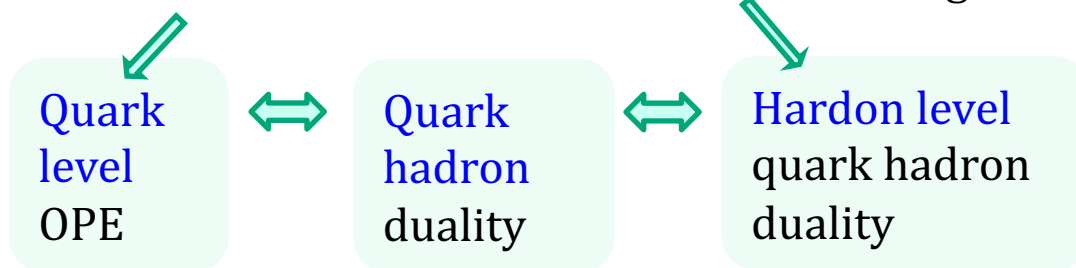 Quark
level
OPE
Quark
hadron
duality
Hardon level
quark hadron
duality